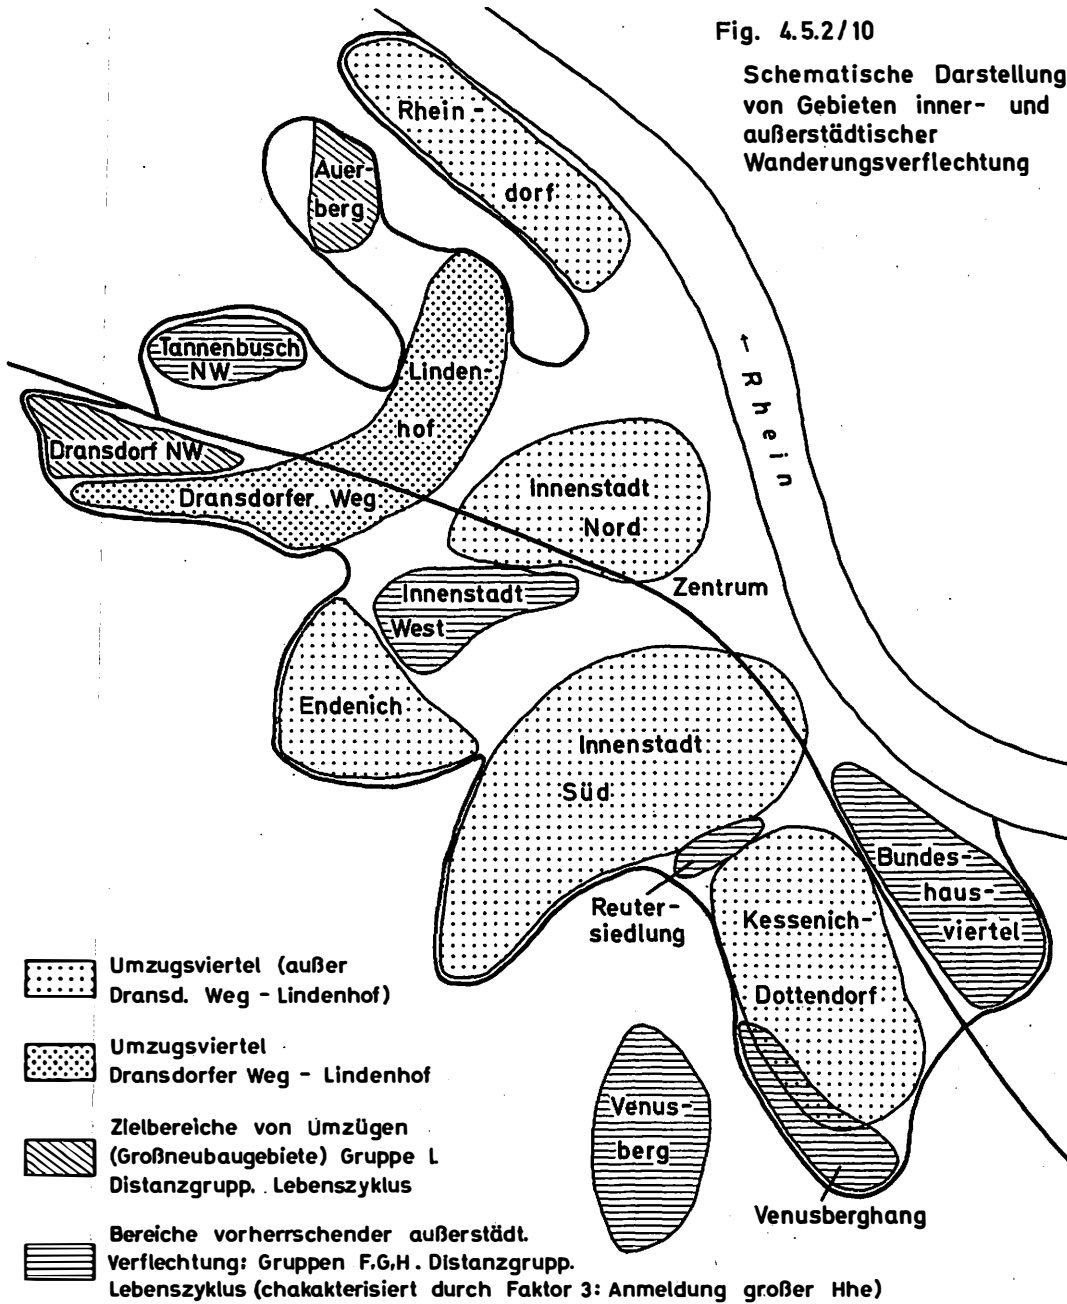 Fig. 4.5.2/10
Schematische Darstellung
von Gebieten inner- und
außerstädtischer
Wanderungsverflechtung
Rhein-
dorf
Auer-
berg
Tannenbusch
NW
Linden-
hof
Dransdorf NW
Dransdorfer Weg
← Rhein
Innenstadt
Nord
Zentrum
Innenstadt
West
Endenich
Innenstadt
Süd
Bundes-
haus-
viertel
Reuter-
siedlung
Kessenich-
Dottendorf
Venus-
berg
Venusberghang
Umzugsviertel (außer
Dransd. Weg - Lindenhof)
Umzugsviertel
Dransdorfer Weg - Lindenhof
Zielbereiche von Umzügen
(Großneubaugebiete) Gruppe L
Distanzgrupp. Lebenszyklus
Bereiche vorherrschender außerstädt.
Verflechtung: Gruppen F,G,H. Distanzgrupp.
Lebenszyklus (chakakterisiert durch Faktor 3: Anmeldung großer Hhe)